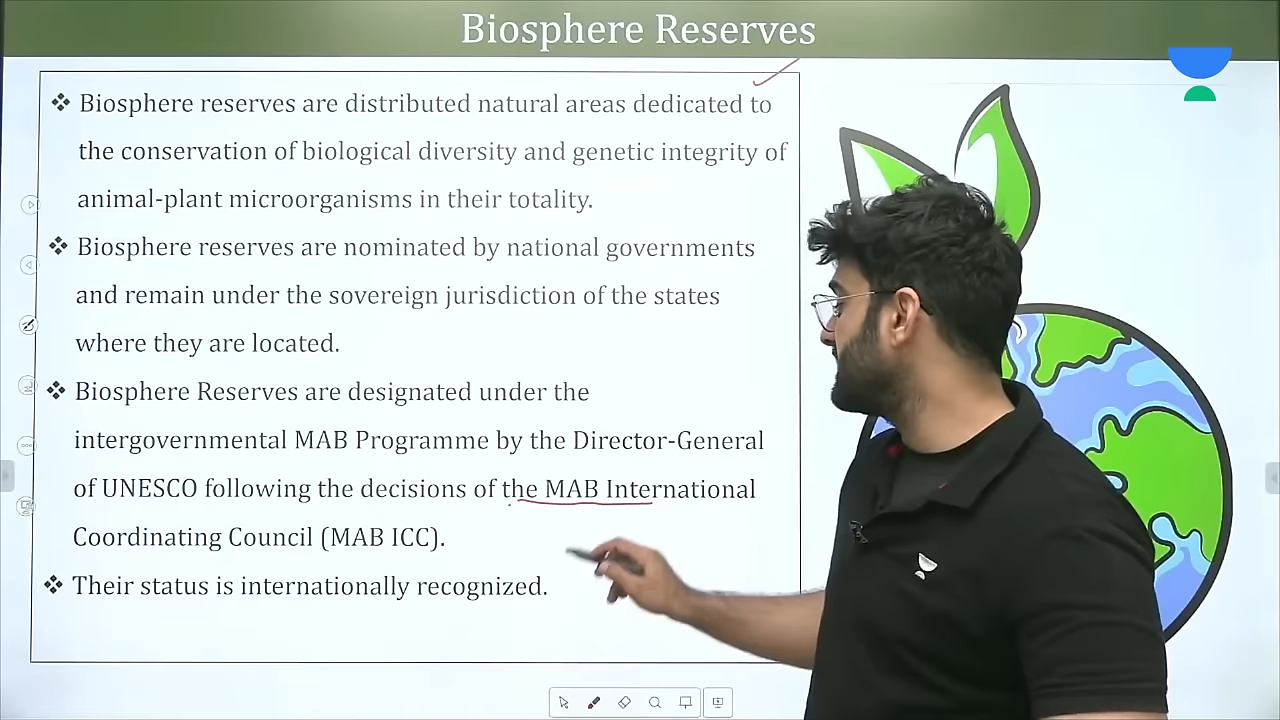 Biosphere Reserves
❖ Biosphere reserves are distributed natural areas dedicated to
the conservation of biological diversity and genetic integrity of
animal-plant microorganisms in their totality.
❖ Biosphere reserves are nominated by national governments
and remain under the sovereign jurisdiction of the states
where they are located.
❖ Biosphere Reserves are designated under the
intergovernmental MAB Programme by the Director-General
of UNESCO following the decisions of the MAB International
Coordinating Council (MAB ICC).
❖ Their status is internationally recognized.